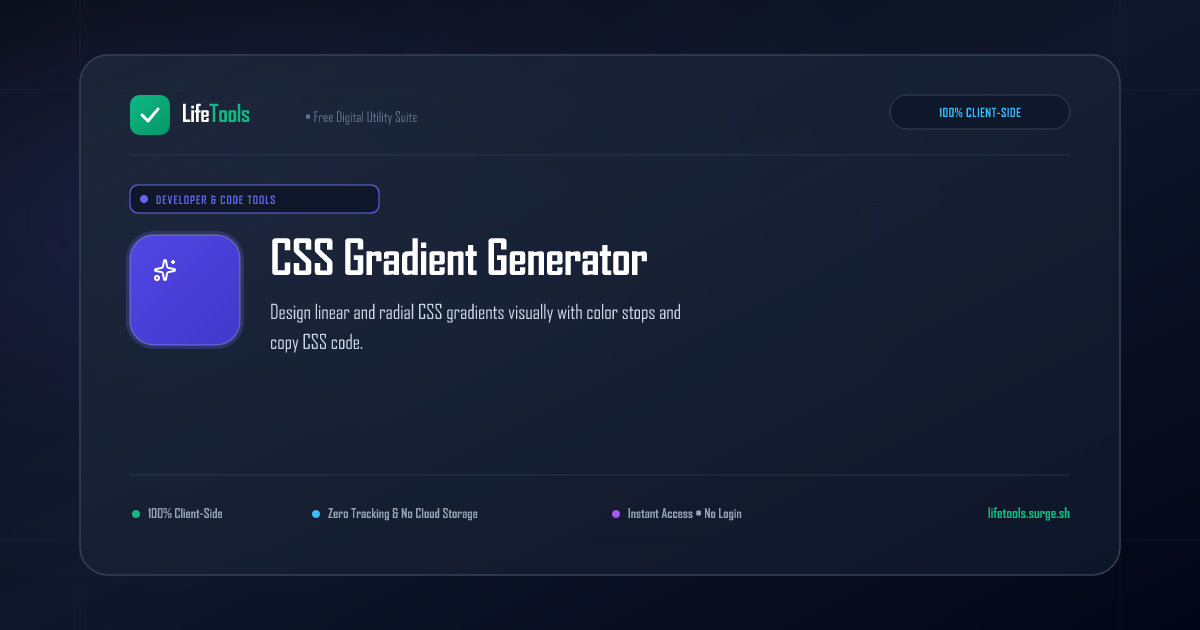 LifeTools
▪ Free Digital Utility Suite
100% CLIENT-SIDE
DEVELOPER & CODE TOOLS
CSS Gradient Generator
Design linear and radial CSS gradients visually with color stops and
copy CSS code.
100% Client-Side
Zero Tracking & No Cloud Storage
Instant Access ▪ No Login
lifetools.surge.sh